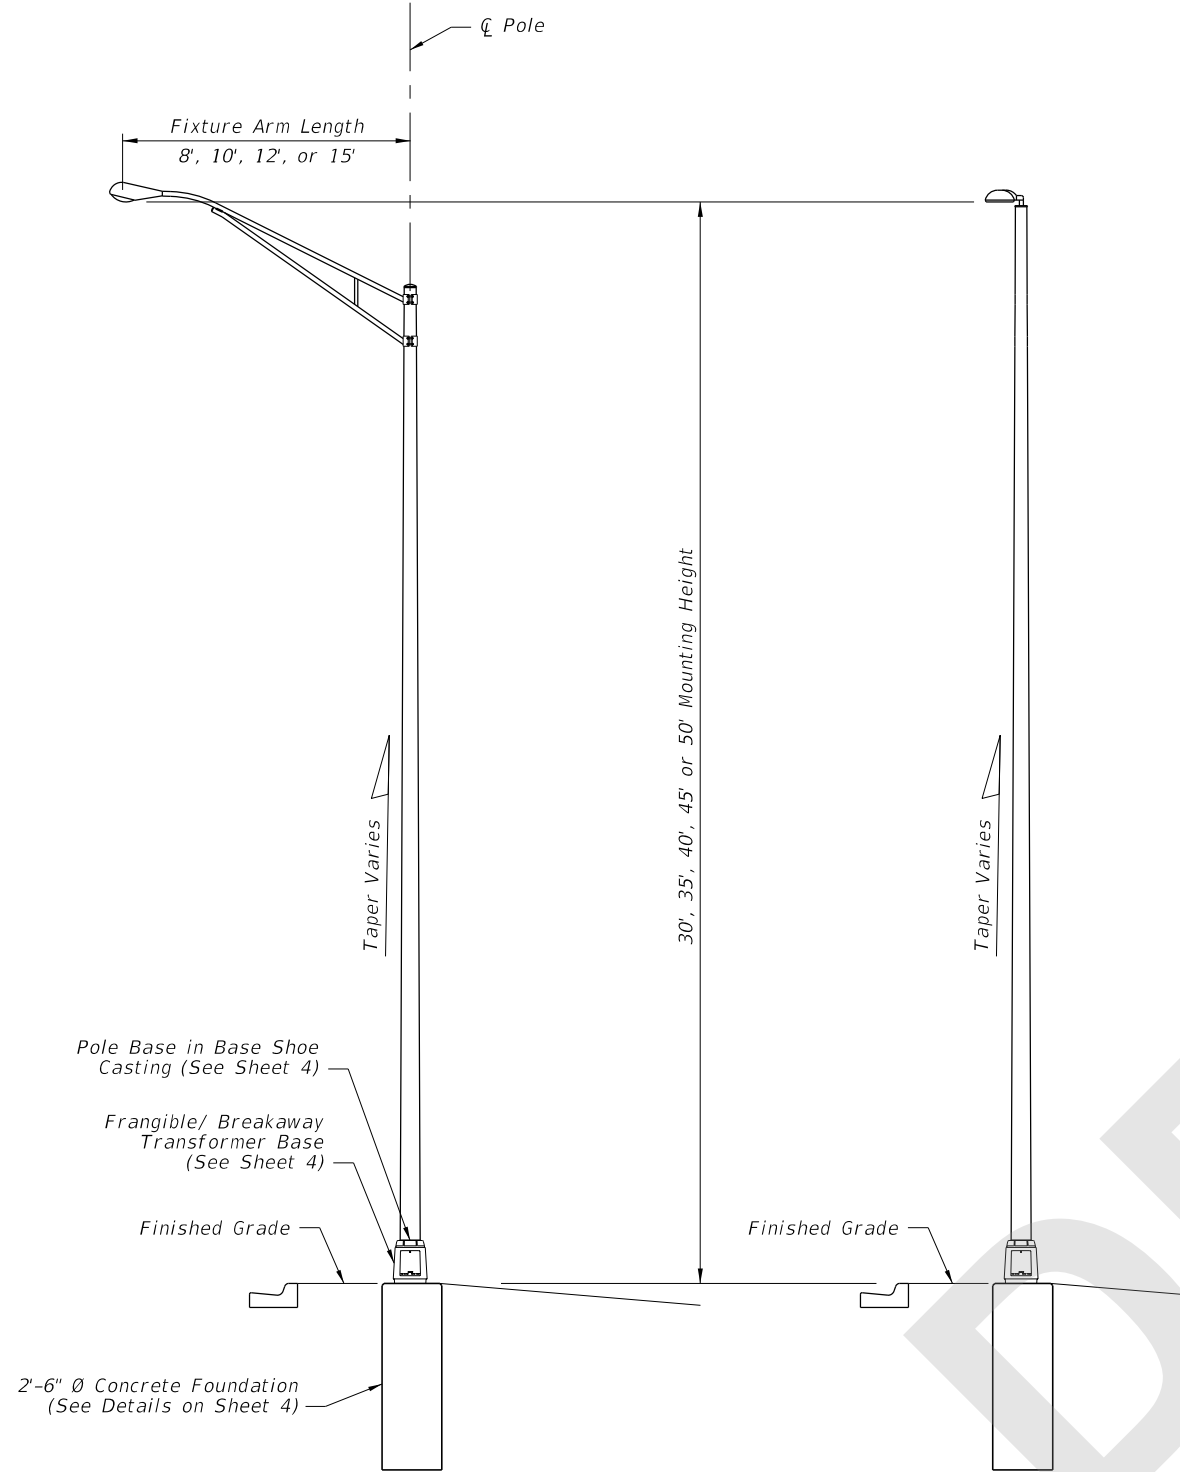 ℄ Pole
Fixture Arm Length
8', 10', 12', or 15'
30', 35', 40', 45' or 50' Mounting Height
Taper Varies
Taper Varies
Pole Base in Base Shoe
Casting (See Sheet 4)
Frangible/ Breakaway
Transformer Base
(See Sheet 4)
Finished Grade
Finished Grade
2'-6" Ø Concrete Foundation
(See Details on Sheet 4)